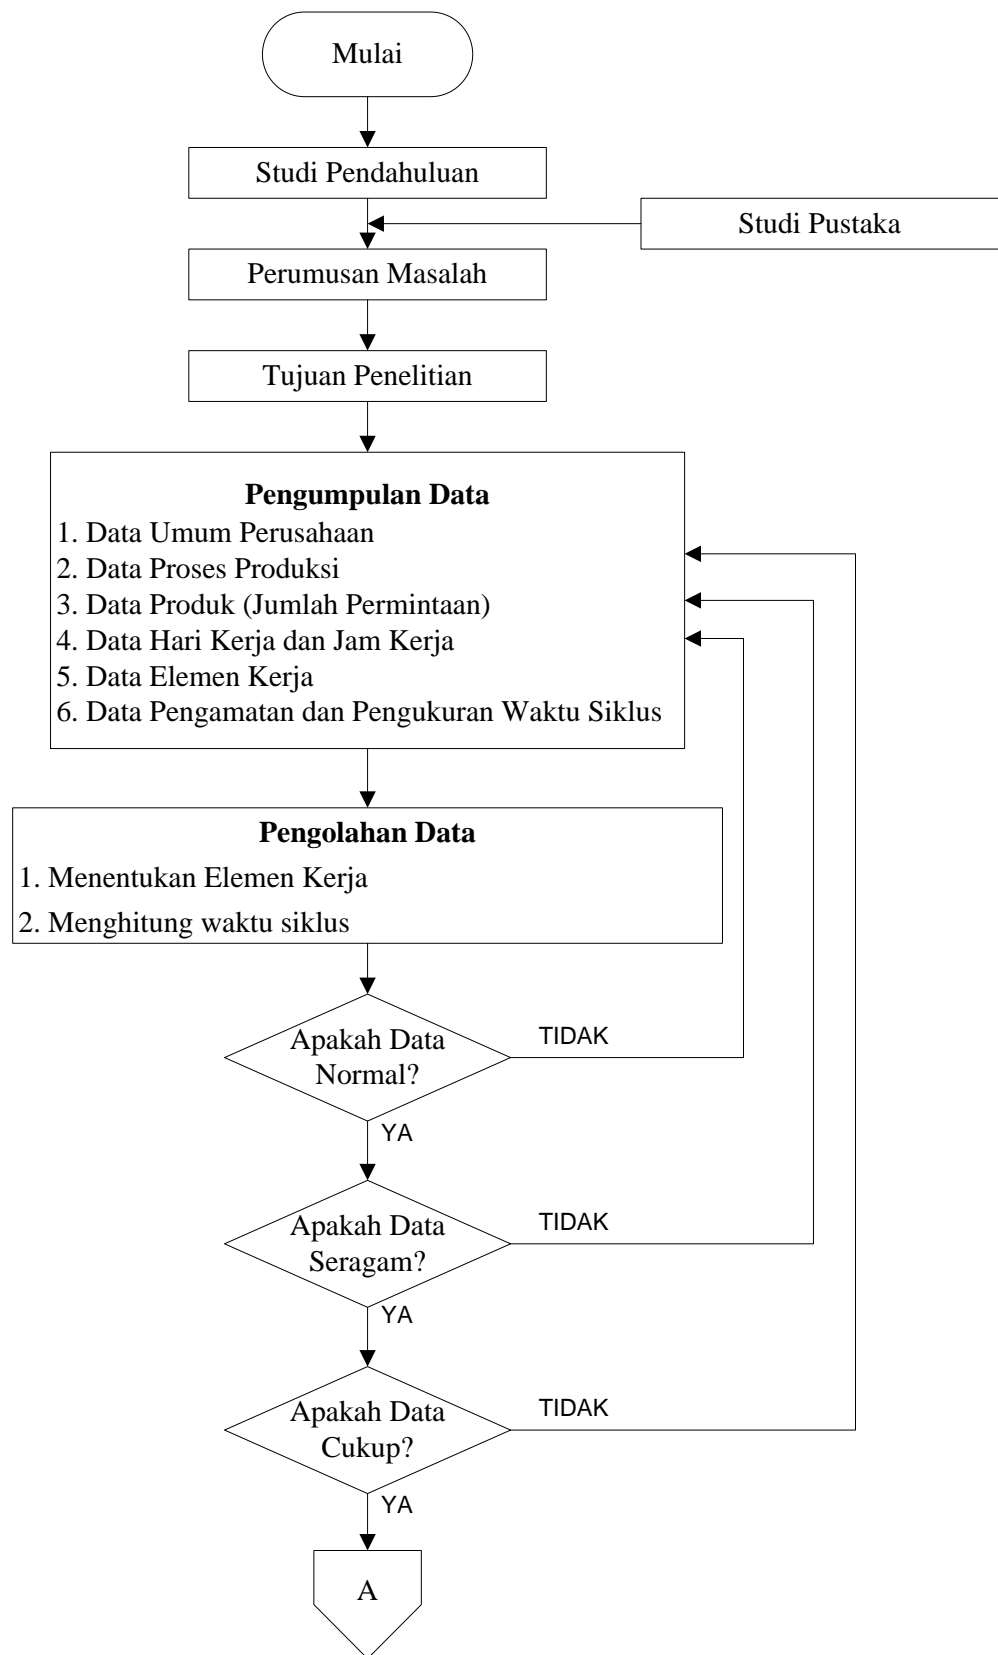 Mulai
Studi Pendahuluan
Studi Pustaka
Perumusan Masalah
Tujuan Penelitian
Pengumpulan Data
1. Data Umum Perusahaan
2. Data Proses Produksi
3. Data Produk (Jumlah Permintaan)
4. Data Hari Kerja dan Jam Kerja
5. Data Elemen Kerja
6. Data Pengamatan dan Pengukuran Waktu Siklus
Pengolahan Data
1. Menentukan Elemen Kerja
2. Menghitung waktu siklus
Apakah Data
Normal?
TIDAK
YA
Apakah Data
Seragam?
TIDAK
YA
Apakah Data
Cukup?
TIDAK
YA
A